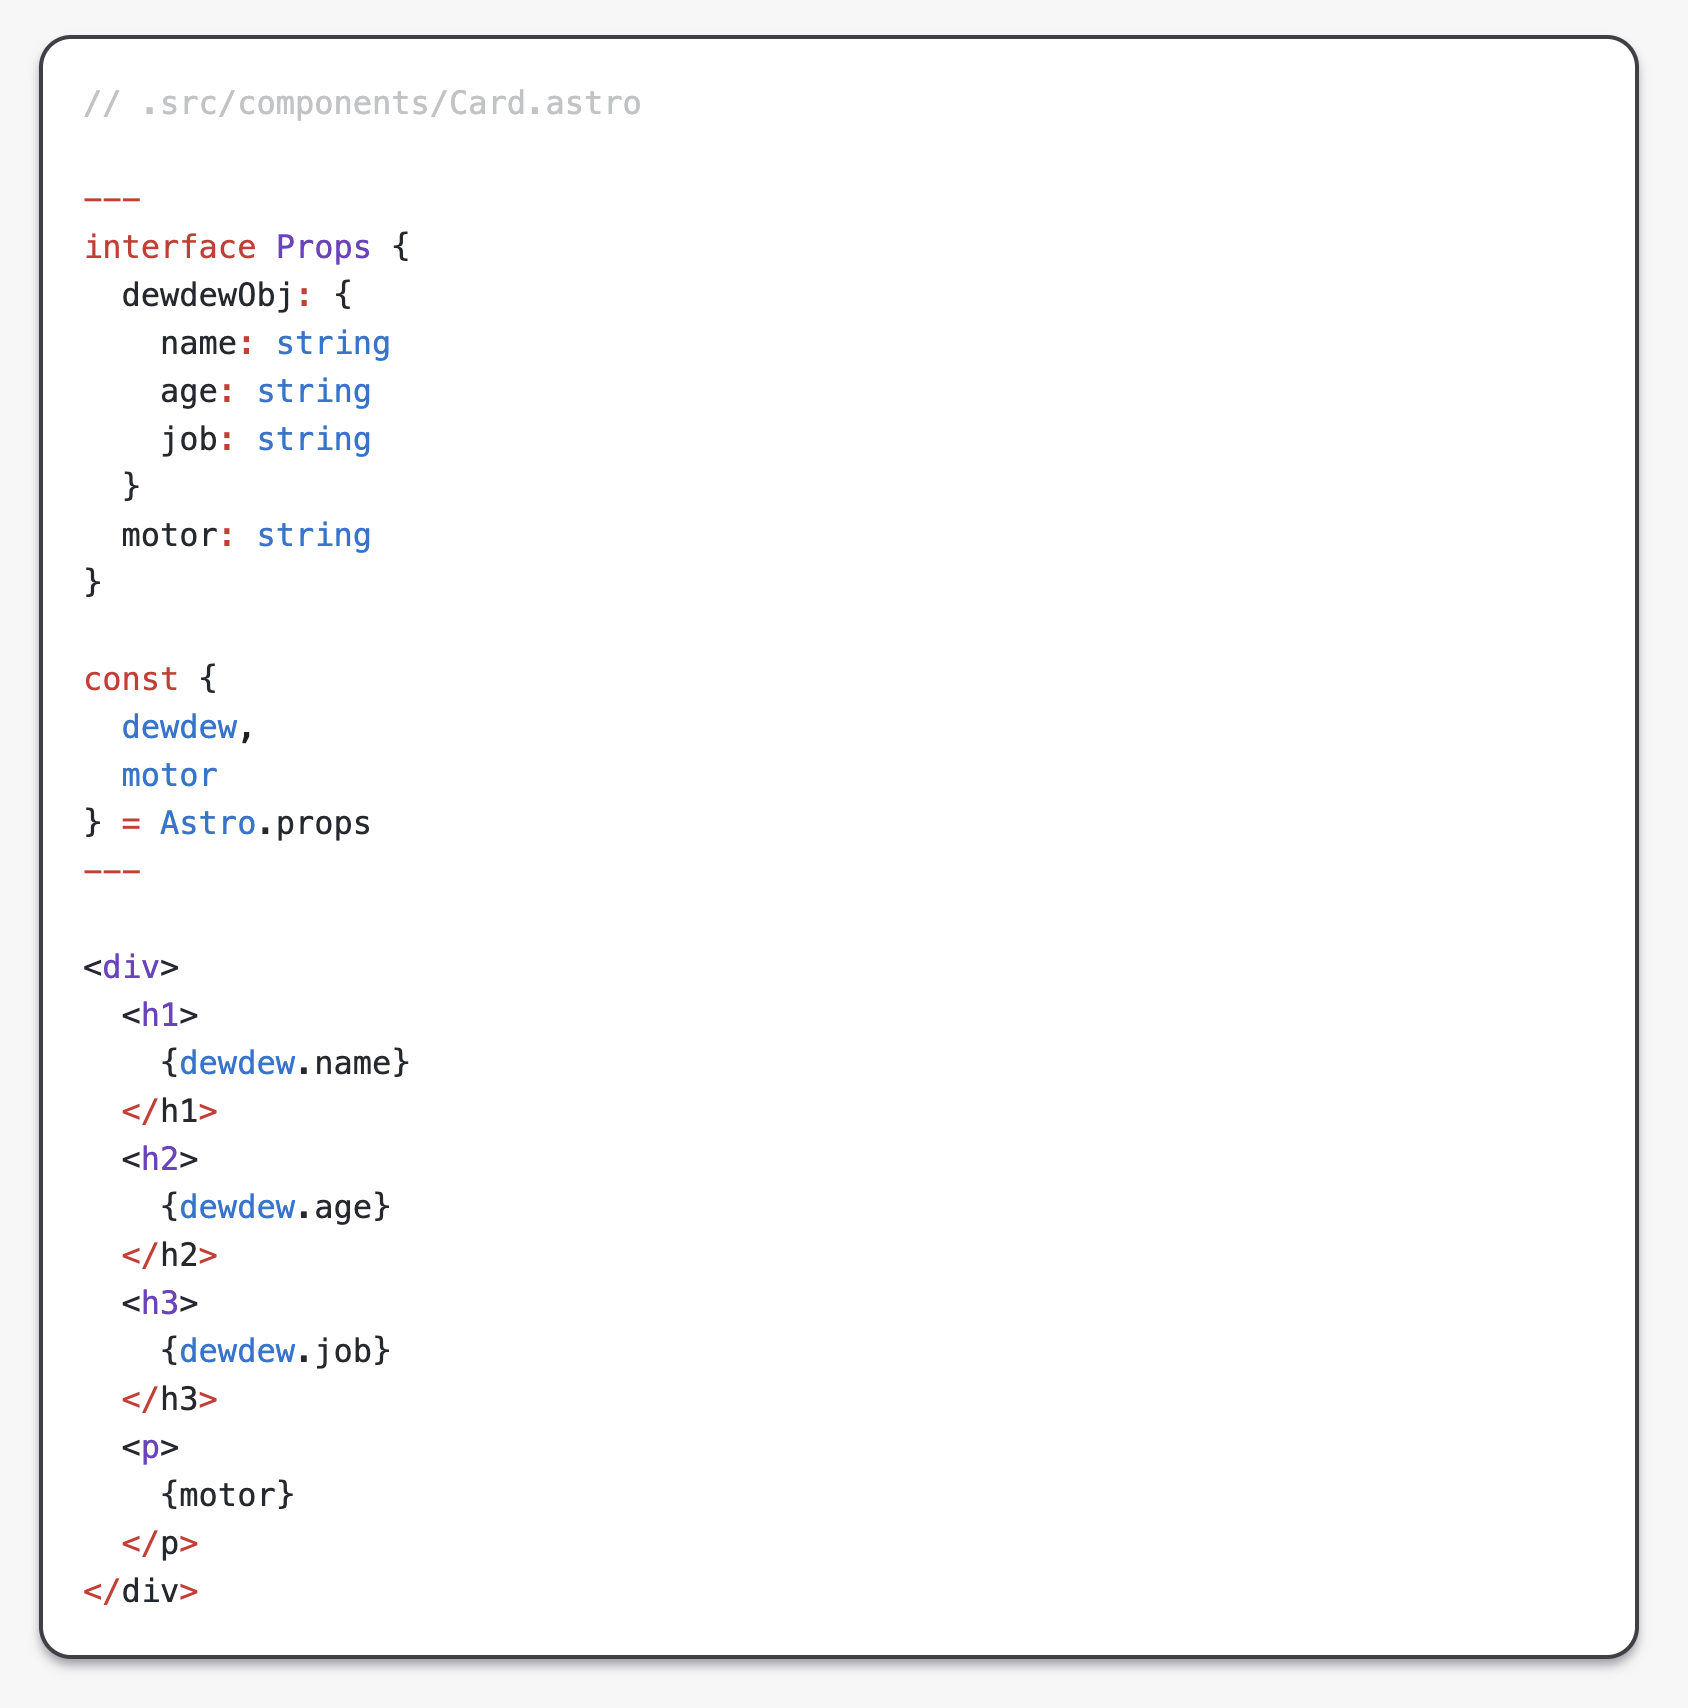 // .src/components/Card.astro
---
interface Props {
  dewdewObj: {
    name: string
    age: string
    job: string
  }
  motor: string
}
const {
  dewdew,
  motor
} = Astro.props
---
<div>
  <h1>
    {dewdew.name}
  </h1>
  <h2>
    {dewdew.age}
  </h2>
  <h3>
    {dewdew.job}
  </h3>
  <p>
    {motor}
  </p>
</div>